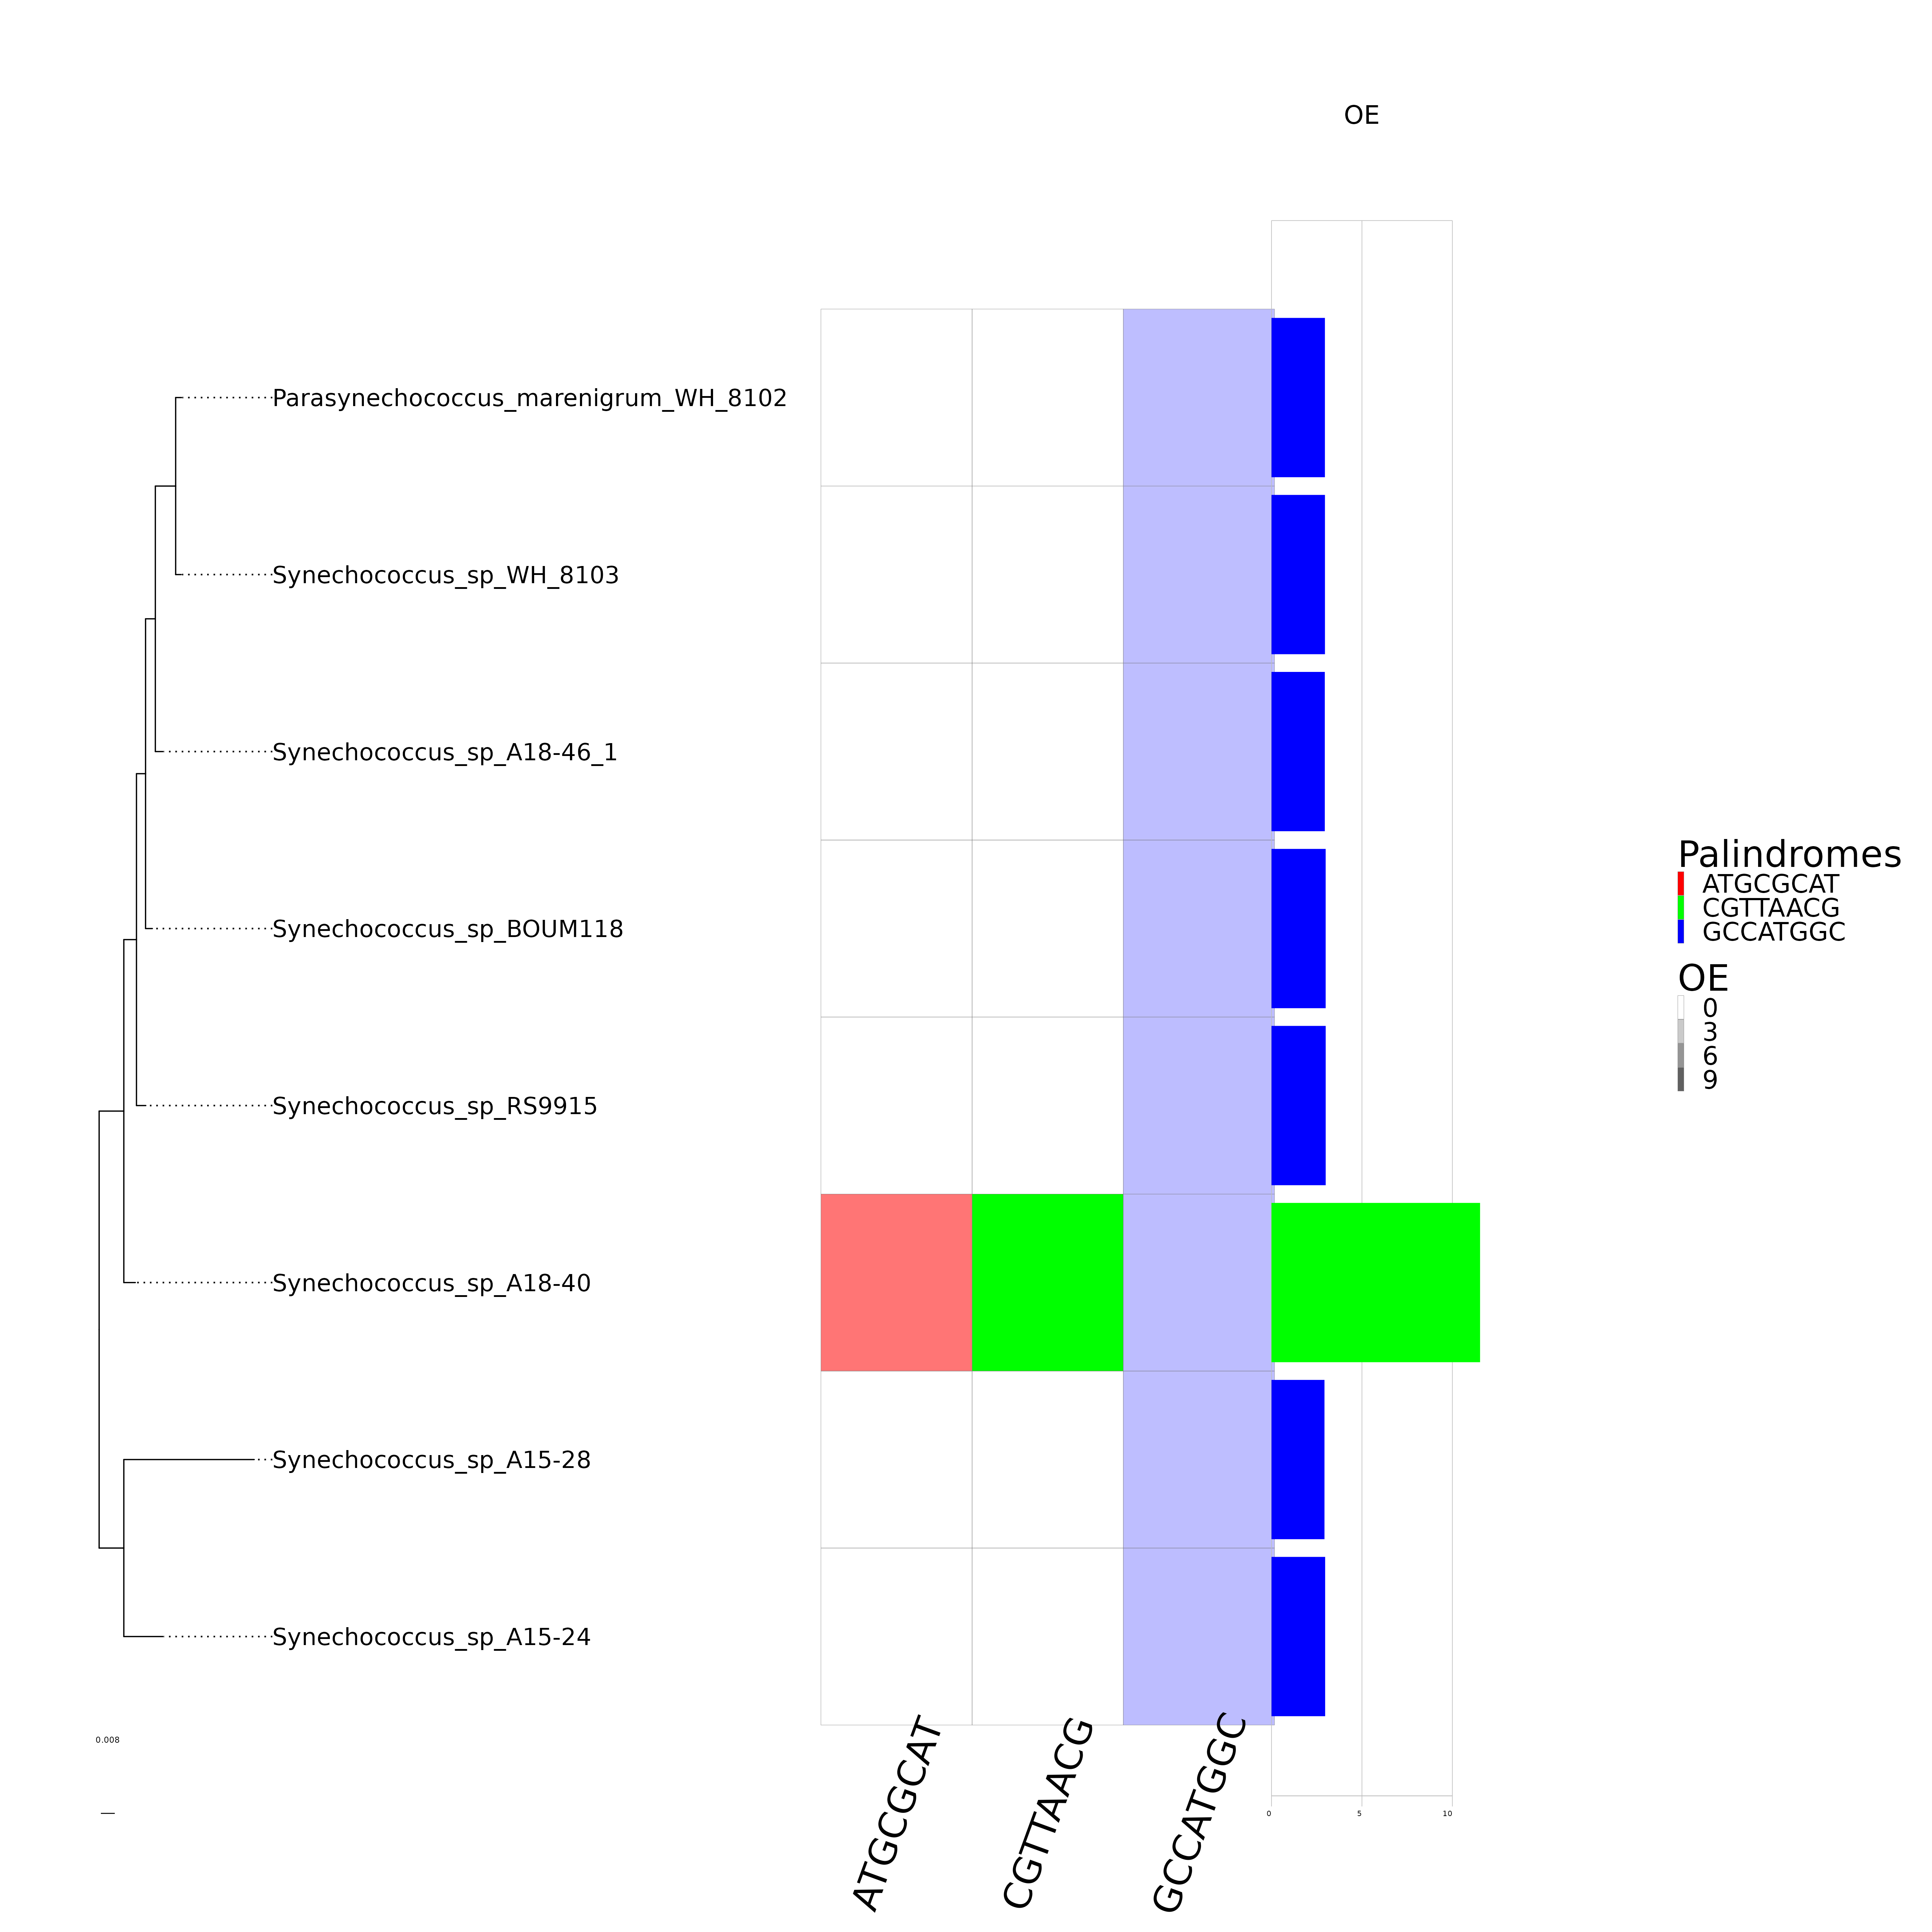 OE
Parasynechococcus_marenigrum_WH_8102
Synechococcus_sp_WH_8103
Synechococcus_sp_A18-46_1
Synechococcus_sp_BOUM118
Synechococcus_sp_RS9915
Synechococcus_sp_A18-40
Synechococcus_sp_A15-28
Synechococcus_sp_A15-24
Palindromes
ATGCGCAT
CGTTAACG
GCCATGGC
OE
0
3
6
9
0.008
0 5 10
ATGCGCAT
CGTTAACG
GCCATGGC